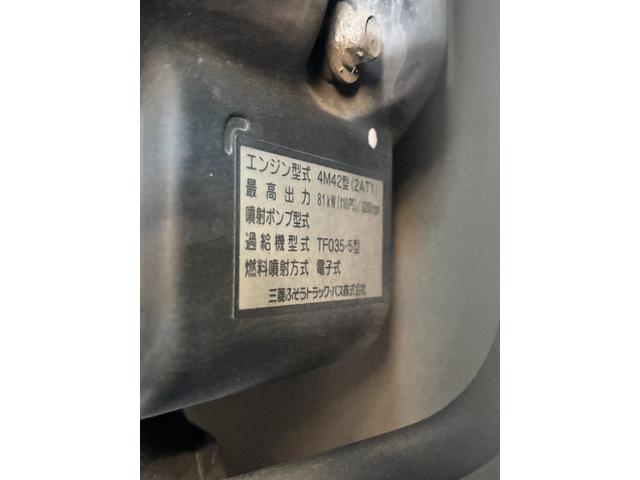 エンジン型式 4M42型(2AT1)
最高出力 81kW(110PS)/3200rpm
噴射ポンプ型式
過給機型式 TF035-5型
燃料噴射方式 電子式
三菱ふそうトラック・バス株式会社